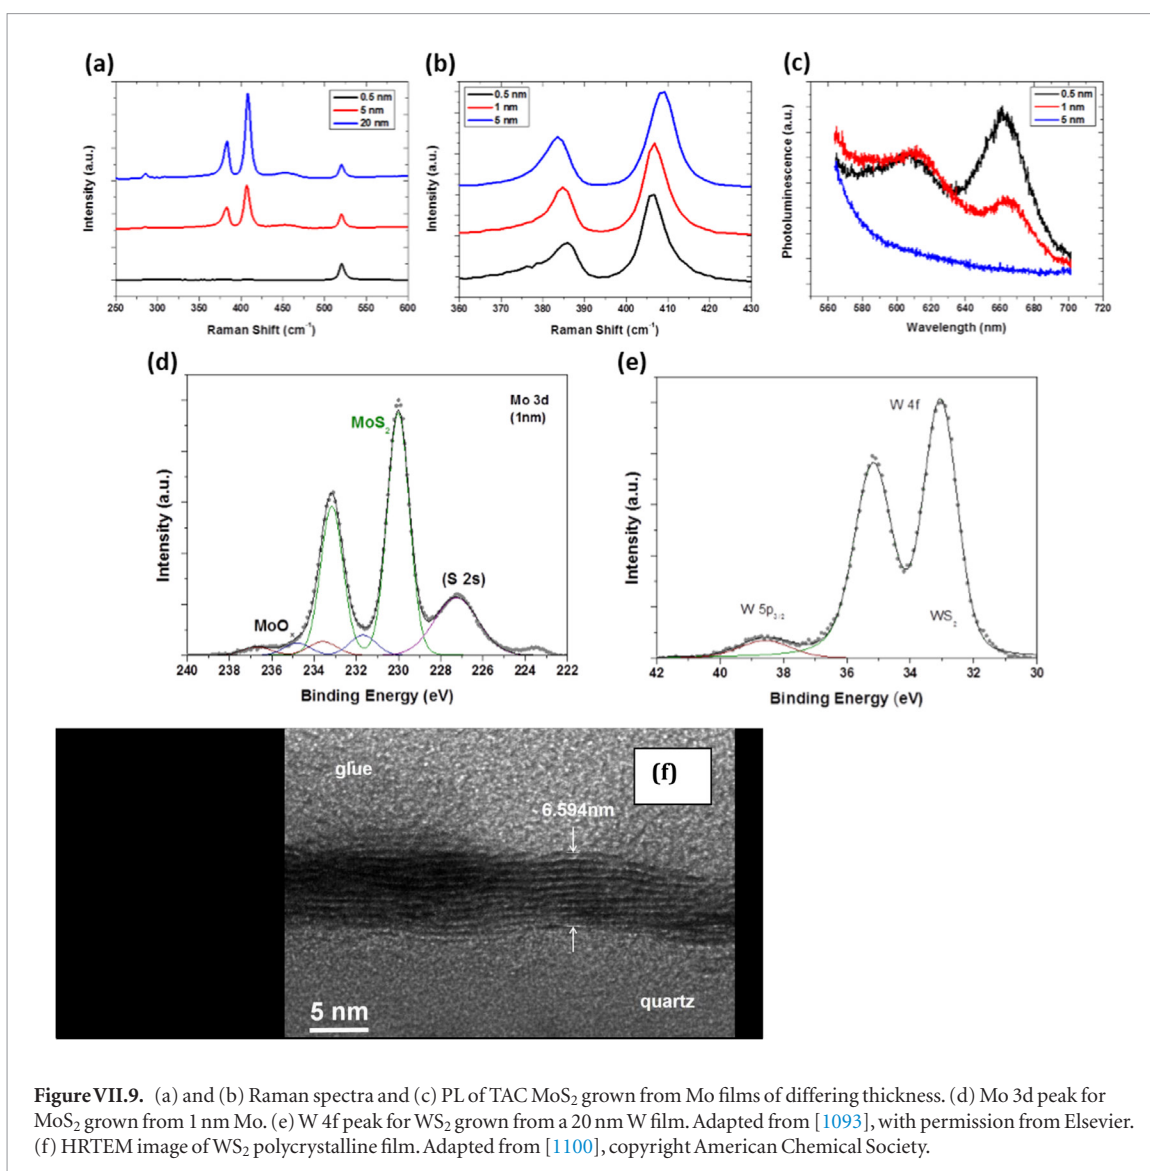 (a)
0.5 nm
5 nm
20 nm
Intensity (a.u.)
250 300 350 400 450 500 550 600
Raman Shift (cm⁻¹)
(b)
0.5 nm
1 nm
5 nm
Intensity (a.u.)
360 370 380 390 400 410 420 430
Raman Shift (cm⁻¹)
(c)
0.5 nm
1 nm
5 nm
Photoluminescence (a.u.)
560 580 600 620 640 660 680 700 720
Wavelength (nm)
(d)
Mo 3d
(1nm)
MoS₂
(S 2s)
MoOₓ
Intensity (a.u.)
240 238 236 234 232 230 228 226 224 222
Binding Energy (eV)
(e)
W 4f
W 5p₃/₂
WS₂
Intensity (a.u.)
42 40 38 36 34 32 30
Binding Energy (eV)
(f)
glue
6.594nm
quartz
5 nm
Figure VII.9. (a) and (b) Raman spectra and (c) PL of TAC MoS₂ grown from Mo films of differing thickness. (d) Mo 3d peak for
MoS₂ grown from 1 nm Mo. (e) W 4f peak for WS₂ grown from a 20 nm W film. Adapted from [1093], with permission from Elsevier.
(f) HRTEM image of WS₂ polycrystalline film. Adapted from [1100], copyright American Chemical Society.